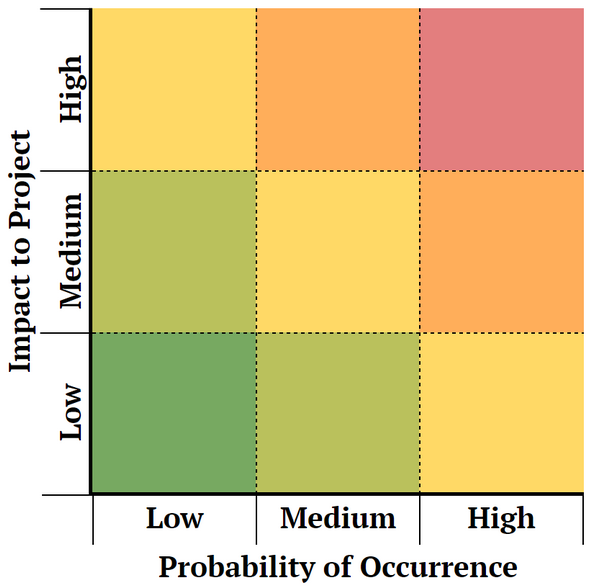 Impact to Project
High
Medium
Low
Low
Medium
High
Probability of Occurrence